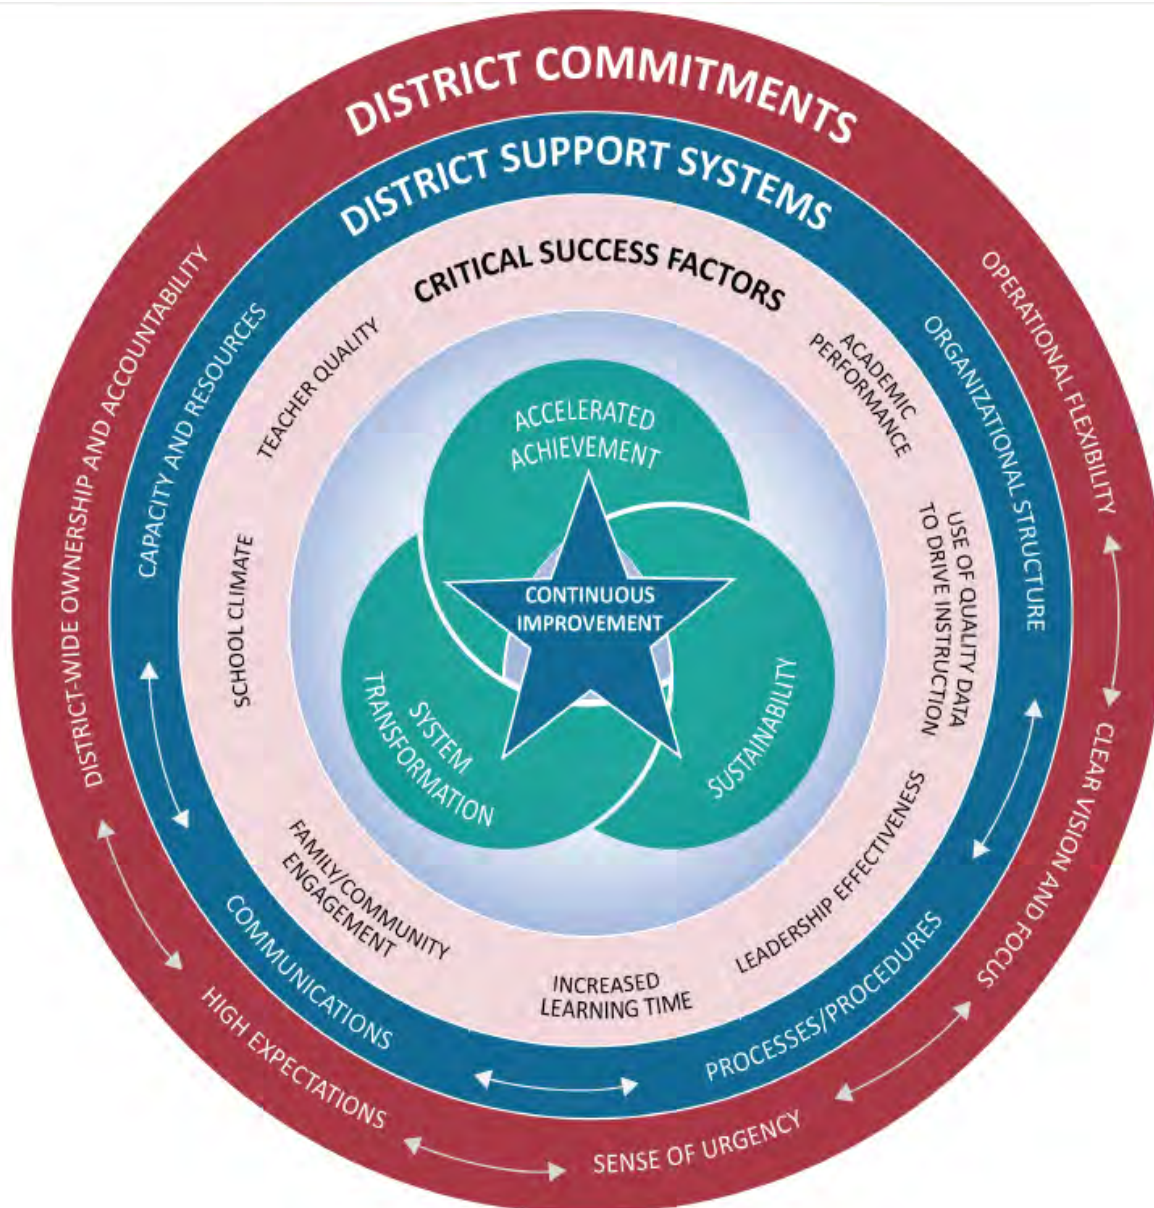 DISTRICT COMMITMENTS
OPERATIONAL FLEXIBILITY
CLEAR VISION AND FOCUS
SENSE OF URGENCY
HIGH EXPECTATIONS
DISTRICT-WIDE OWNERSHIP AND ACCOUNTABILITY
DISTRICT SUPPORT SYSTEMS
ORGANIZATIONAL STRUCTURE
PROCESSES/PROCEDURES
COMMUNICATIONS
CAPACITY AND RESOURCES
CRITICAL SUCCESS FACTORS
ACADEMIC
PERFORMANCE
USE OF QUALITY DATA
TO DRIVE INSTRUCTION
LEADERSHIP EFFECTIVENESS
INCREASED
LEARNING TIME
FAMILY/COMMUNITY
ENGAGEMENT
SCHOOL CLIMATE
TEACHER QUALITY
ACCELERATED
ACHIEVEMENT
SUSTAINABILITY
SYSTEM
TRANSFORMATION
CONTINUOUS
IMPROVEMENT